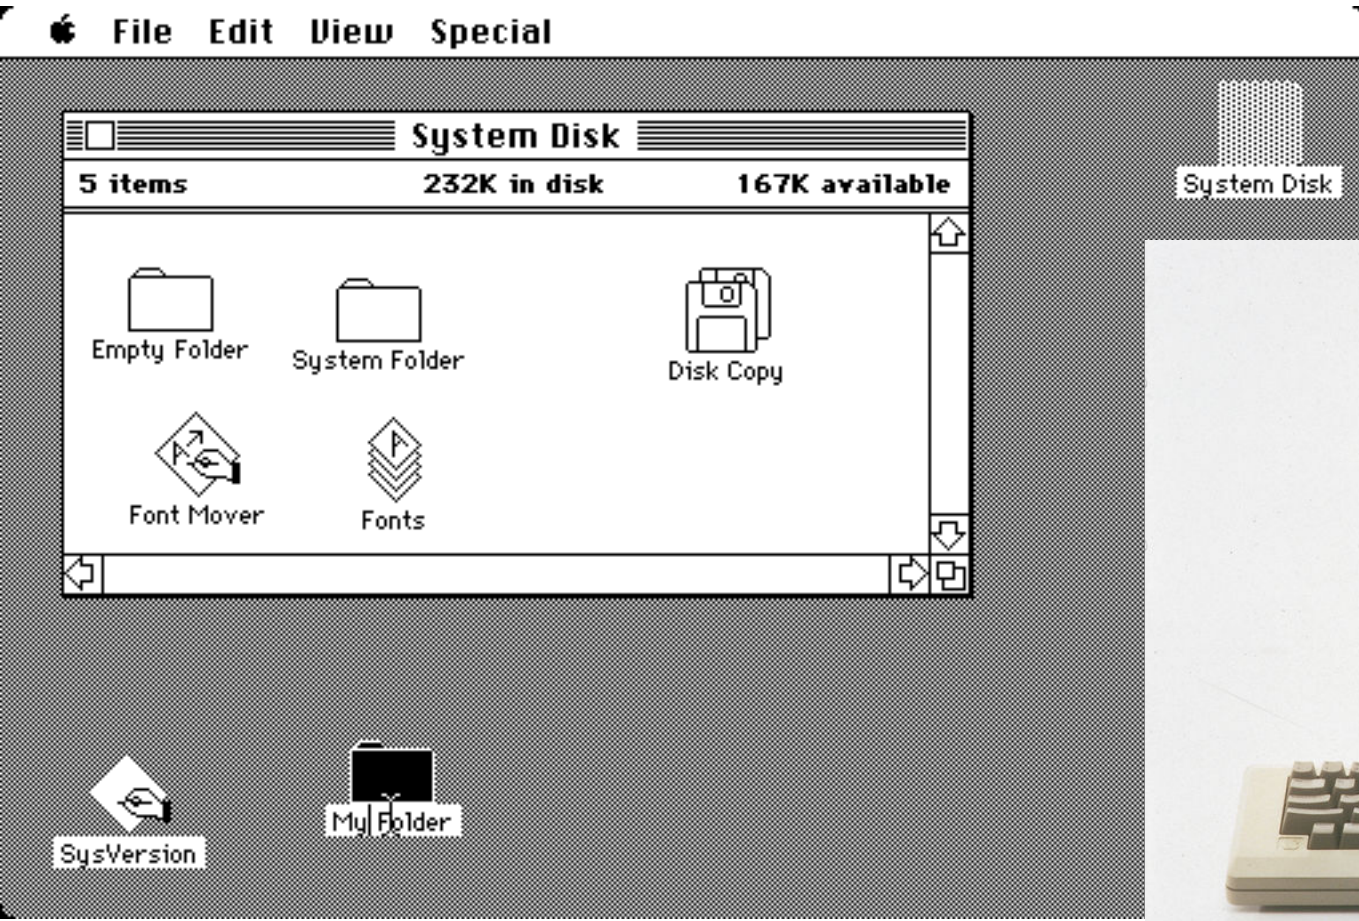 File Edit View Special
System Disk
5 items 232K in disk 167K available
System Disk
Empty Folder System Folder Disk Copy
Font Mover Fonts
My Folder
SysVersion